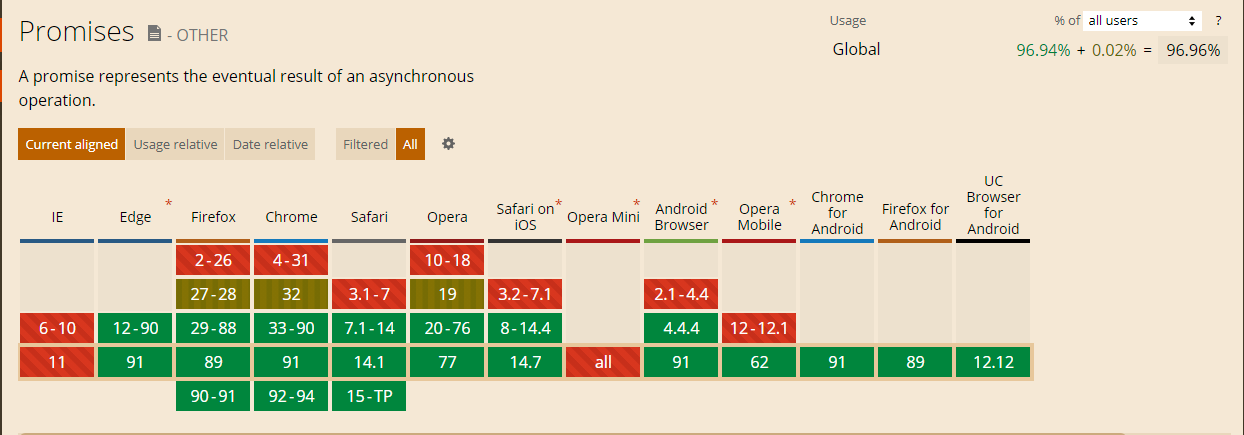 Promises - OTHER
Usage % of all users ?
Global 96.94% + 0.02% = 96.96%
A promise represents the eventual result of an asynchronous
operation.
Current aligned Usage relative Date relative Filtered All
IE Edge * Firefox Chrome Safari Opera Safari on iOS * Opera Mini * Android Browser * Opera Mobile * Chrome for Android Firefox for Android UC Browser for Android
2-26 4-31 10-18
27-28 32 3.1-7 19 3.2-7.1 2.1-4.4
6-10 12-90 29-88 33-90 7.1-14 20-76 8-14.4 4.4.4 12-12.1
11 91 89 91 14.1 77 14.7 all 91 62 91 89 12.12
90-91 92-94 15-TP